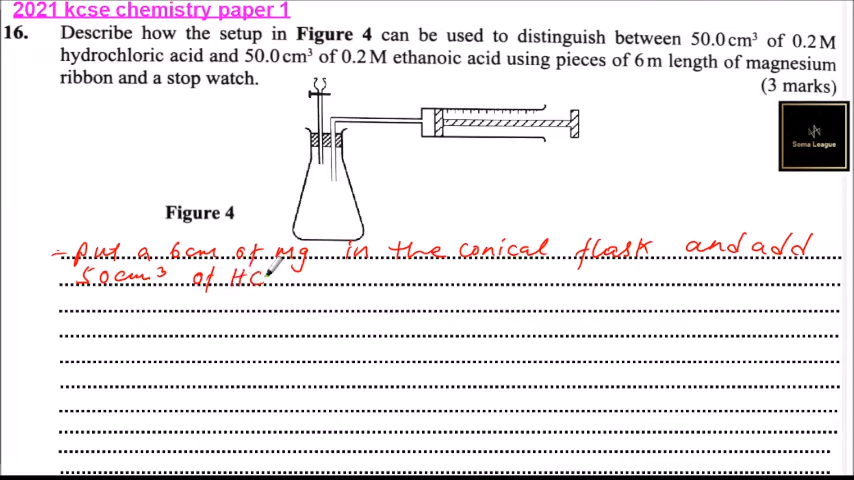 2021 kcse chemistry paper 1
16. Describe how the setup in Figure 4 can be used to distinguish between 50.0 cm³ of 0.2 M
hydrochloric acid and 50.0 cm³ of 0.2 M ethanoic acid using pieces of 6 m length of magnesium
ribbon and a stop watch. (3 marks)
Soma League
Figure 4
- put a 6cm of mg in the conical flask and add
50cm³ of HC